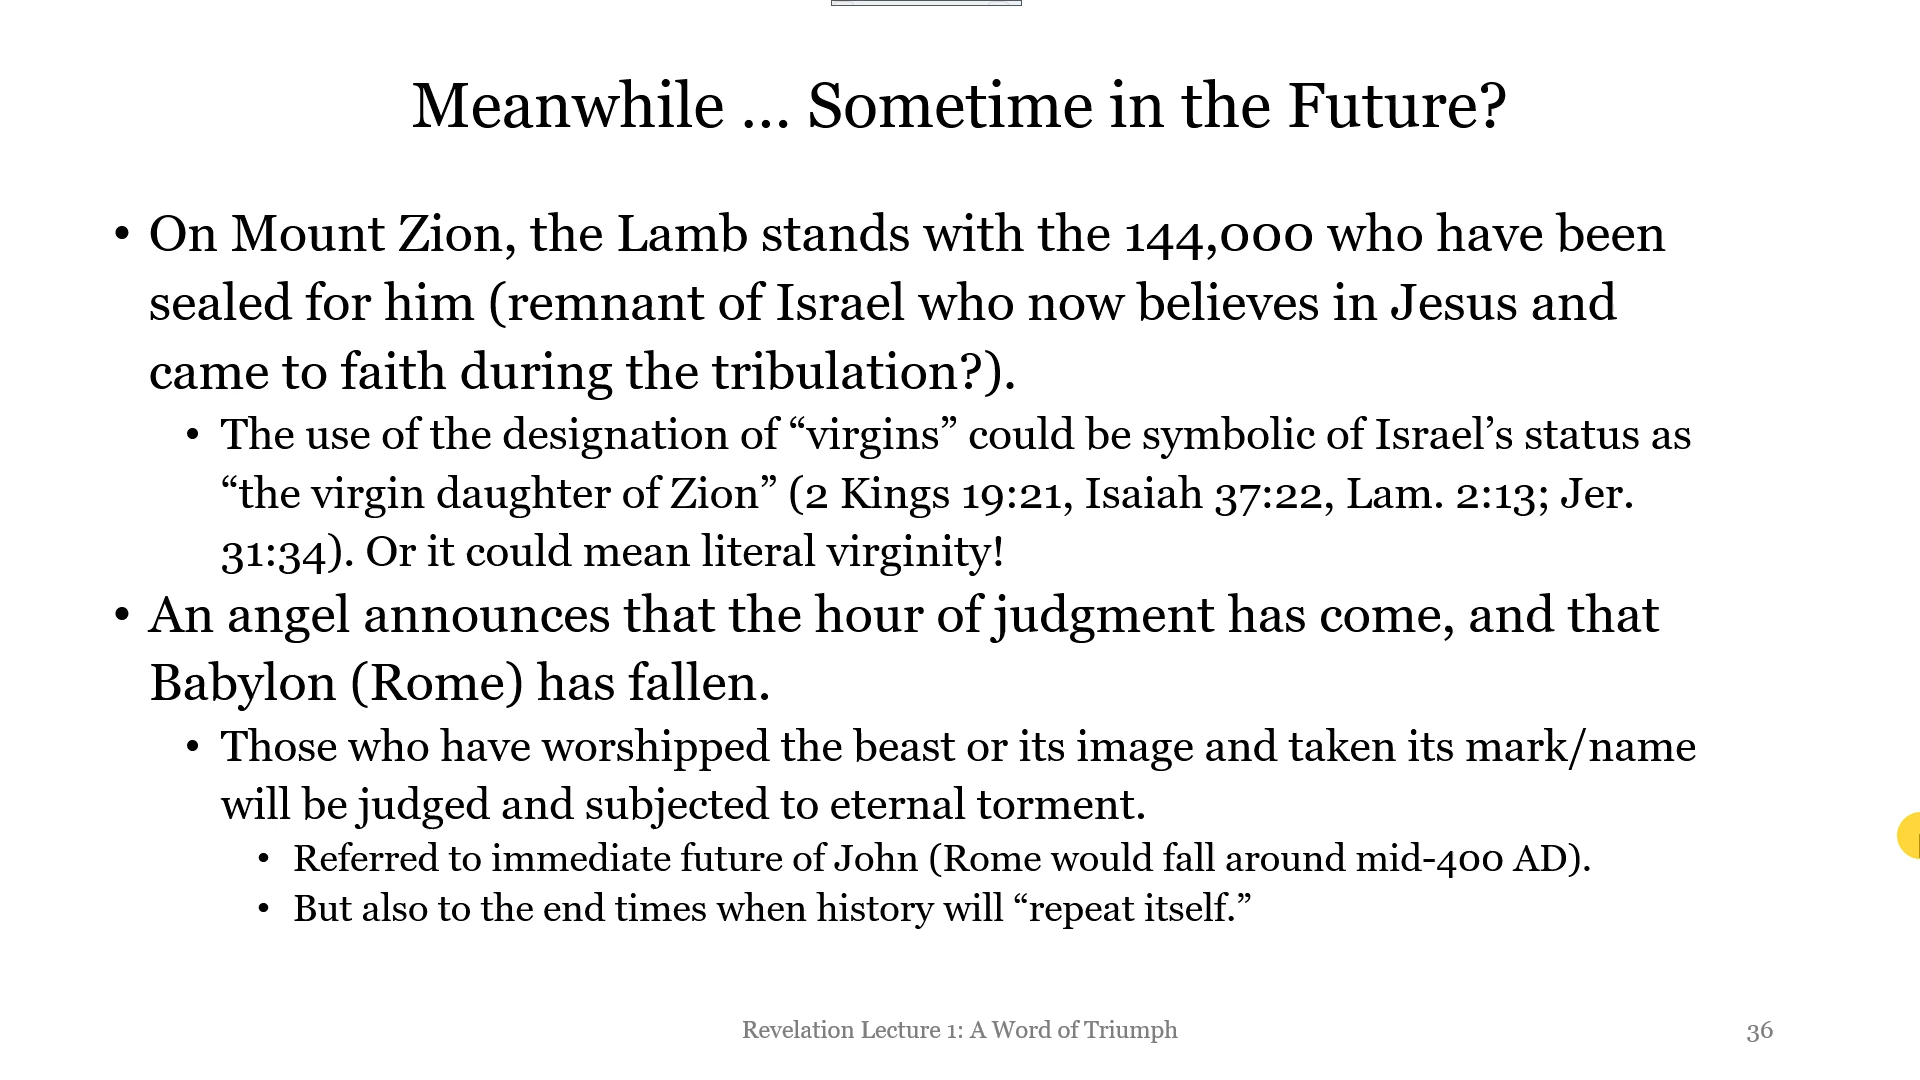 Meanwhile … Sometime in the Future?
• On Mount Zion, the Lamb stands with the 144,000 who have been
sealed for him (remnant of Israel who now believes in Jesus and
came to faith during the tribulation?).
• The use of the designation of “virgins” could be symbolic of Israel’s status as
“the virgin daughter of Zion” (2 Kings 19:21, Isaiah 37:22, Lam. 2:13; Jer.
31:34). Or it could mean literal virginity!
• An angel announces that the hour of judgment has come, and that
Babylon (Rome) has fallen.
• Those who have worshipped the beast or its image and taken its mark/name
will be judged and subjected to eternal torment.
• Referred to immediate future of John (Rome would fall around mid-400 AD).
• But also to the end times when history will “repeat itself.”
Revelation Lecture 1: A Word of Triumph
36